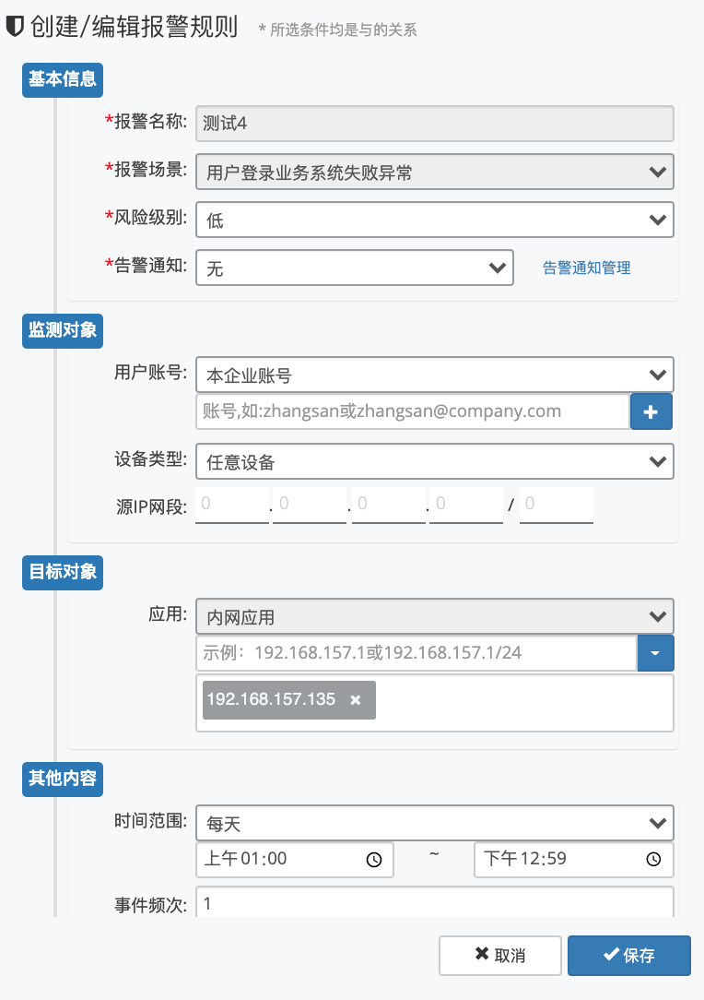 创建/编辑报警规则 * 所选条件均是与的关系
基本信息
*报警名称: 测试4
*报警场景: 用户登录业务系统失败异常
*风险级别: 低
*告警通知: 无 告警通知管理
监测对象
用户账号: 本企业账号
账号,如:zhangsan或zhangsan@company.com
设备类型: 任意设备
源IP网段: 0 . 0 . 0 . 0 / 0
目标对象
应用: 内网应用
示例：192.168.157.1或192.168.157.1/24
192.168.157.135 ×
其他内容
时间范围: 每天
上午 01:00 ~ 下午 12:59
事件频次: 1
取消 保存